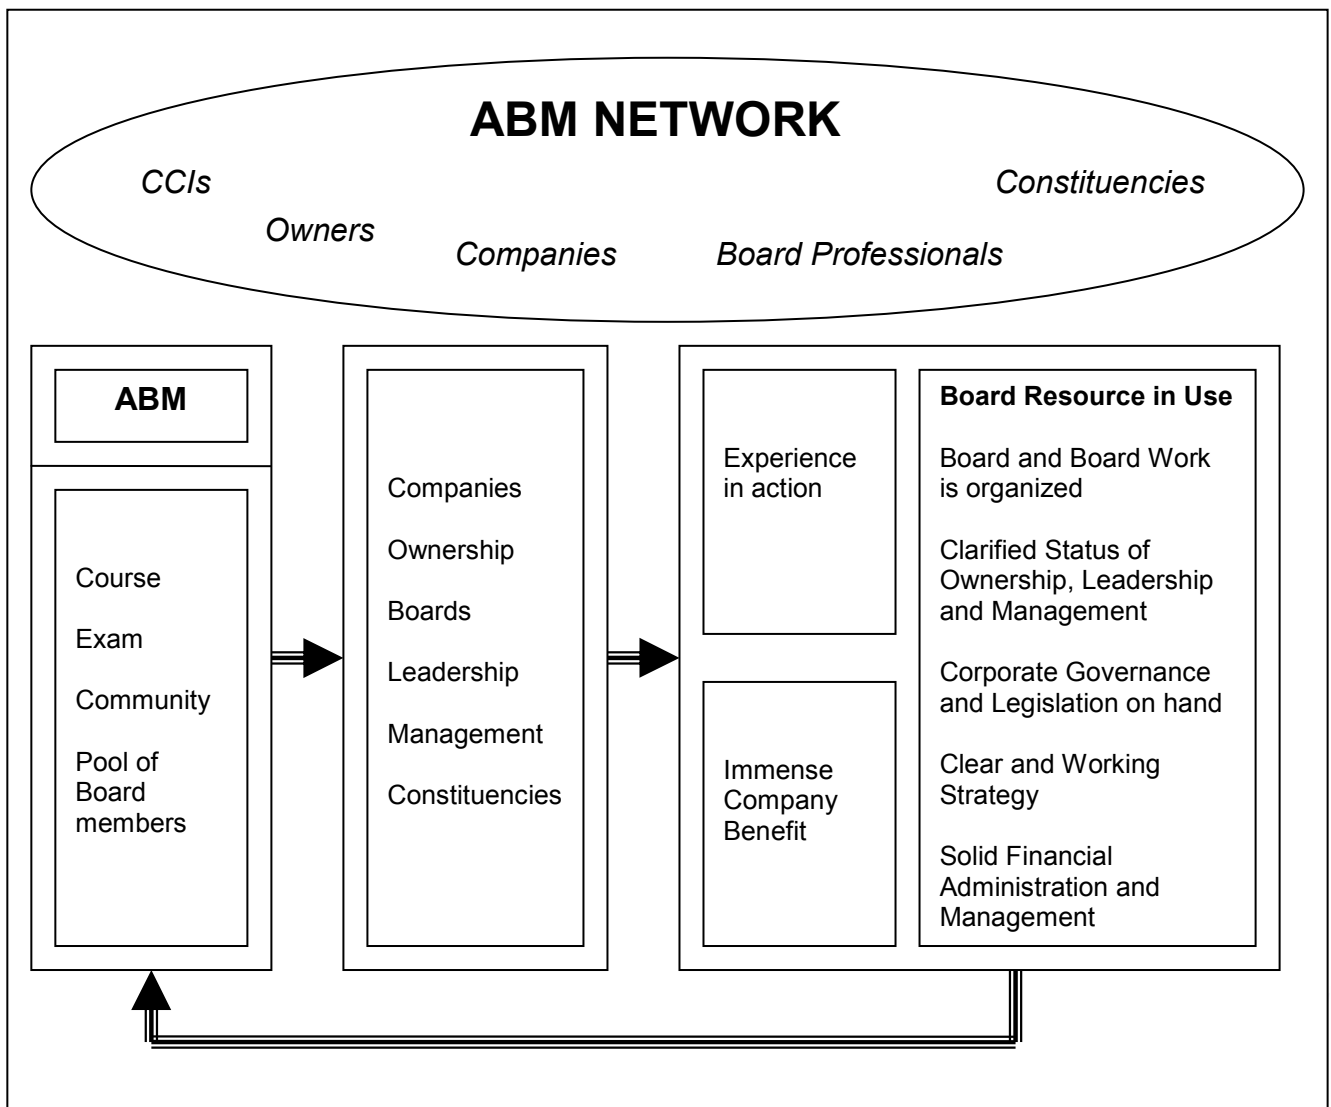 ABM NETWORK
CCIs
Constituencies
Owners
Companies
Board Professionals
ABM
Course
Exam
Community
Pool of
Board
members
Companies
Ownership
Boards
Leadership
Management
Constituencies
Experience
in action
Immense
Company
Benefit
Board Resource in Use
Board and Board Work
is organized
Clarified Status of
Ownership, Leadership
and Management
Corporate Governance
and Legislation on hand
Clear and Working
Strategy
Solid Financial
Administration and
Management